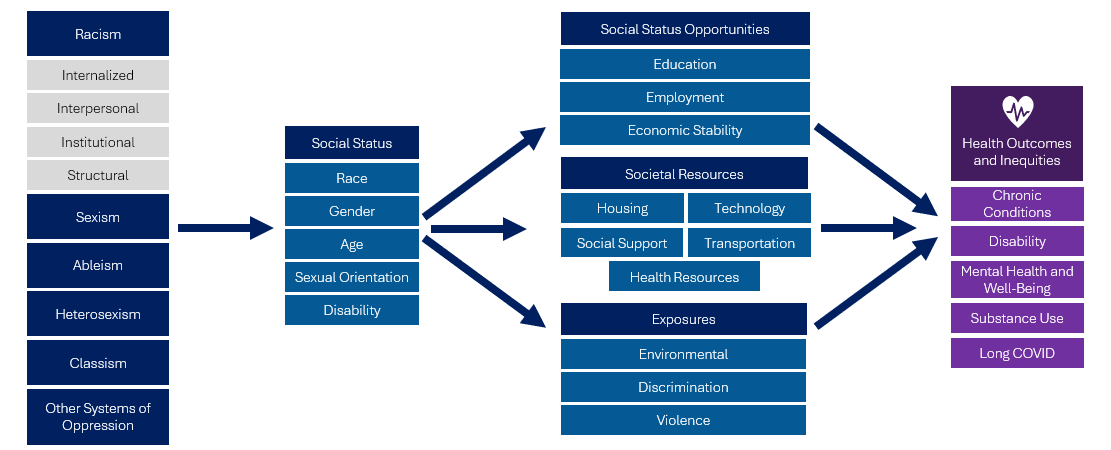 Racism
Internalized
Interpersonal
Institutional
Structural
Sexism
Ableism
Heterosexism
Classism
Other Systems of
Oppression
Social Status
Race
Gender
Age
Sexual Orientation
Disability
Social Status Opportunities
Education
Employment
Economic Stability
Societal Resources
Housing
Technology
Social Support
Transportation
Health Resources
Exposures
Environmental
Discrimination
Violence
Health Outcomes
and Inequities
Chronic
Conditions
Disability
Mental Health and
Well-Being
Substance Use
Long COVID